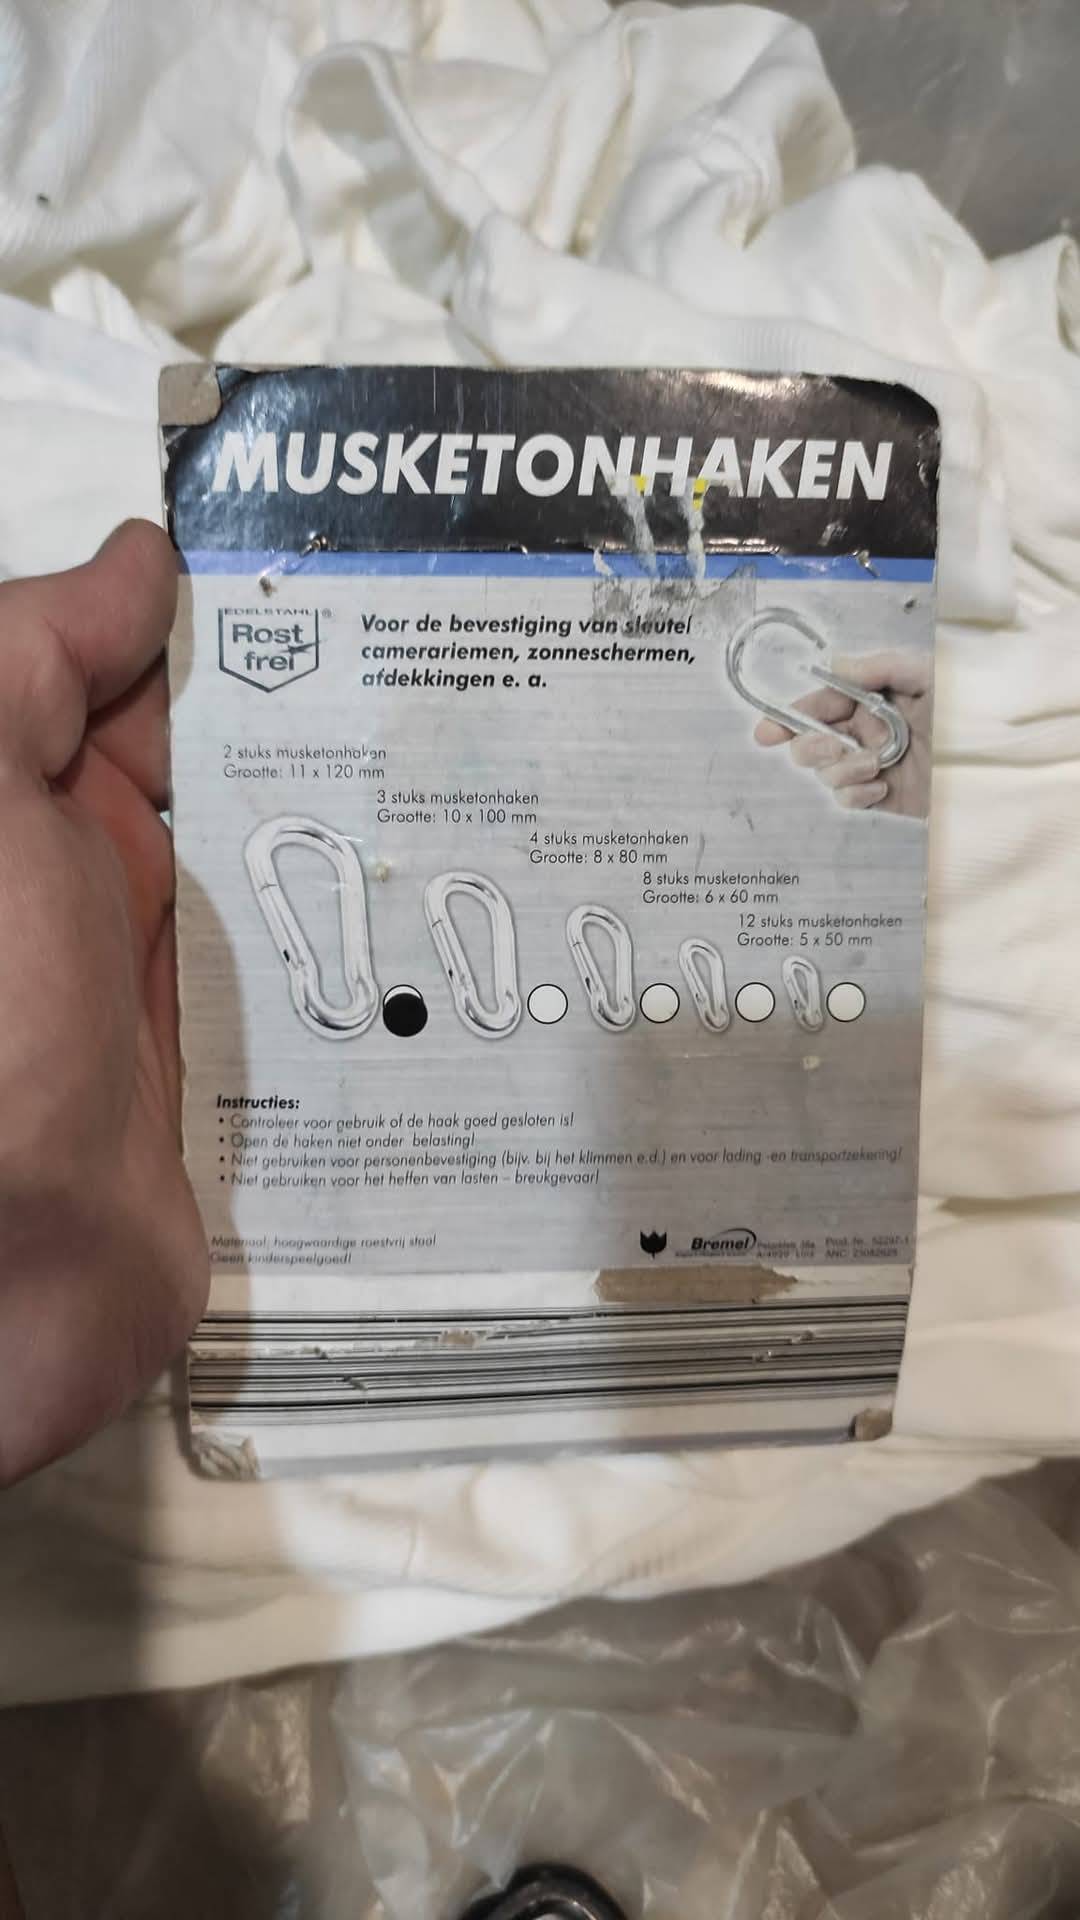 MUSKETONHAKEN
EDELSTAHL ®
Rost
frei
Voor de bevestiging van sleutel
camerariemen, zonneschermen,
afdekkingen e. a.
2 stuks musketonhaken
Grootte: 11 x 120 mm
3 stuks musketonhaken
Grootte: 10 x 100 mm
4 stuks musketonhaken
Grootte: 8 x 80 mm
8 stuks musketonhaken
Grootte: 6 x 60 mm
12 stuks musketonhaken
Grootte: 5 x 50 mm
Instructies:
• Controleer voor gebruik of de haak goed gesloten is!
• Open de haken niet onder belasting!
• Niet gebruiken voor personenbevestiging (bijv. bij het klimmen e.d.) en voor lading -en transportzekering!
• Niet gebruiken voor het heffen van lasten – breukgevaar!
Materiaal: hoogwaardige roestvrij staal
Geen kinderspeelgoed!
Bremel
Prod. Nr.